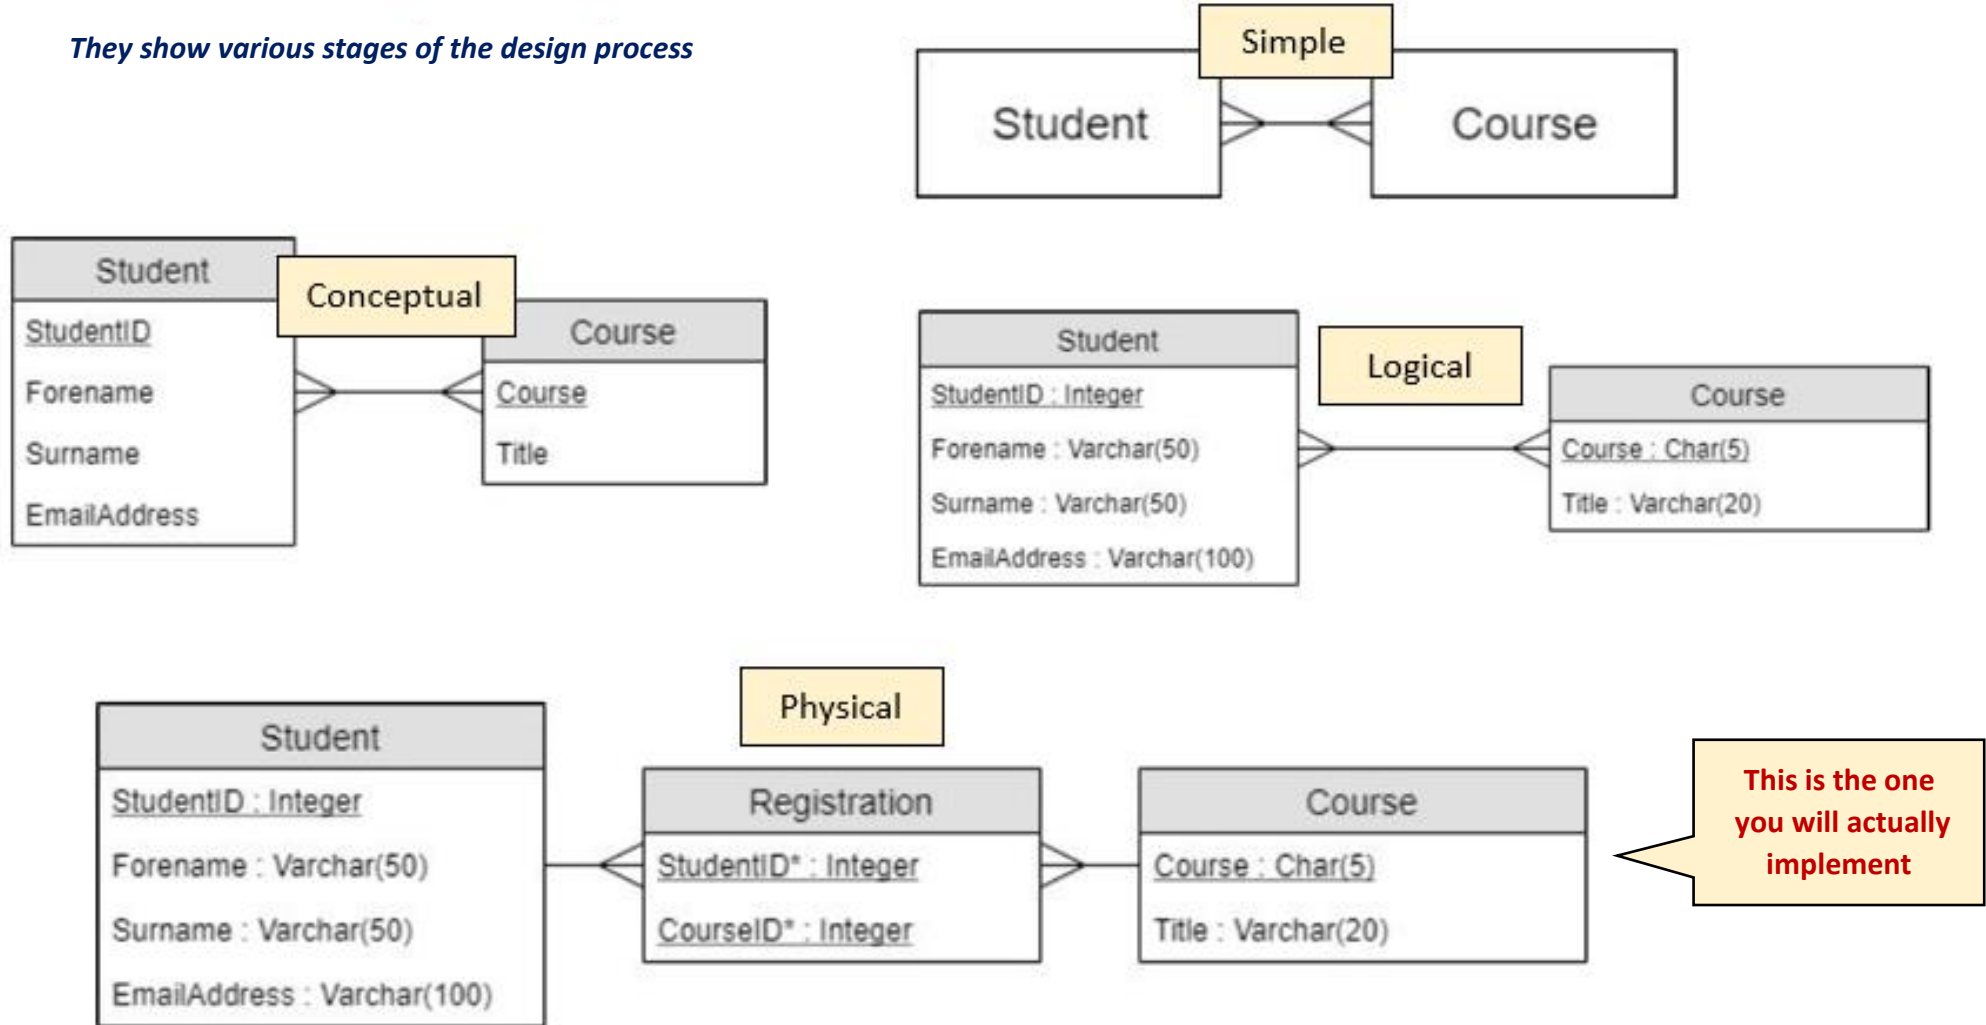 They show various stages of the design process
Simple
Student
Course
Student
StudentID
Forename
Surname
EmailAddress
Conceptual
Course
Course
Title
Student
StudentID : Integer
Forename : Varchar(50)
Surname : Varchar(50)
EmailAddress : Varchar(100)
Logical
Course
Course : Char(5)
Title : Varchar(20)
Physical
Student
StudentID : Integer
Forename : Varchar(50)
Surname : Varchar(50)
EmailAddress : Varchar(100)
Registration
StudentID* : Integer
CourseID* : Integer
Course
Course : Char(5)
Title : Varchar(20)
This is the one
you will actually
implement